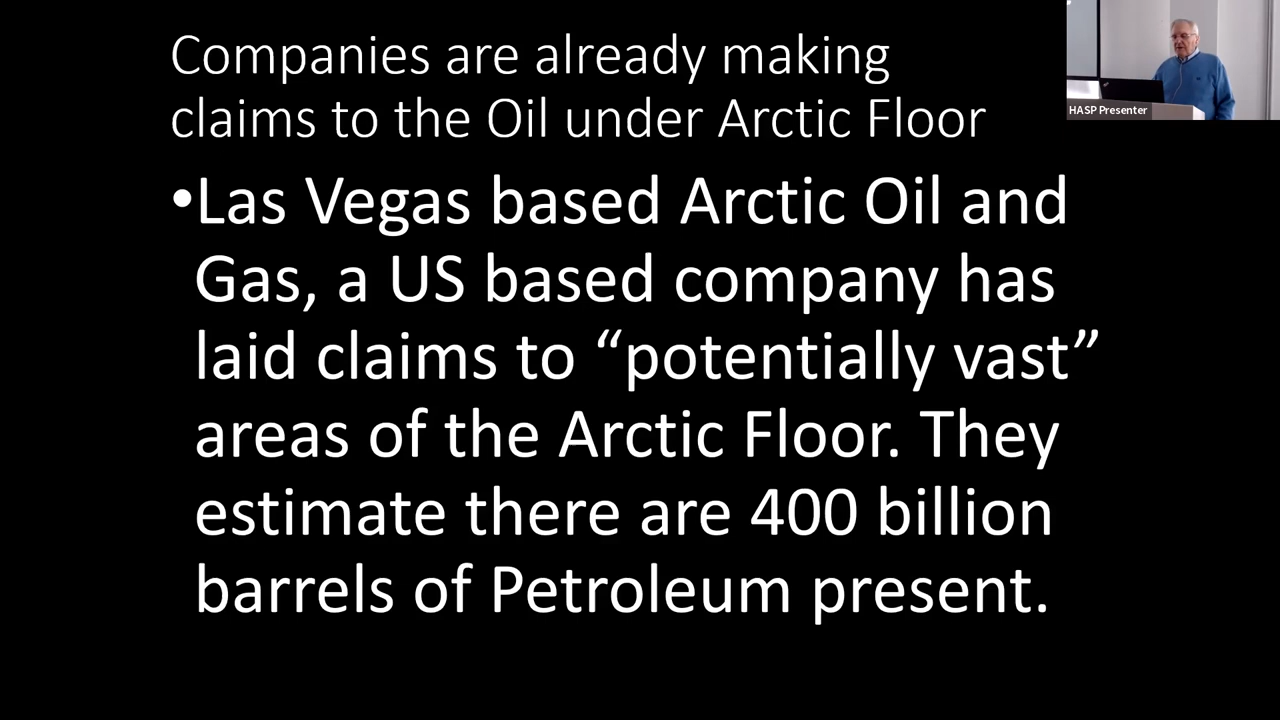 Companies are already making
claims to the Oil under Arctic Floor
HASP Presenter
•Las Vegas based Arctic Oil and
Gas, a US based company has
laid claims to “potentially vast”
areas of the Arctic Floor. They
estimate there are 400 billion
barrels of Petroleum present.